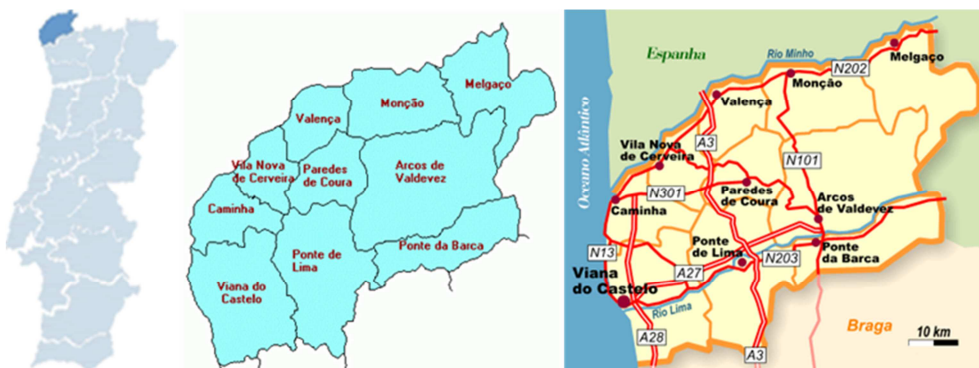 Melgaço
Monção
Valença
Vila Nova
de Cerveira
Paredes
de Coura
Arcos de
Valdevez
Caminha
Ponte de
Lima
Ponte da Barca
Viana do
Castelo
Espanha
Rio Minho
Melgaço
N202
Monção
Valença
Oceano Atlântico
A3
Vila Nova
de Cerveira
N101
Paredes
de Coura
N301
Caminha
Arcos
de Valdevez
N13
Ponte
de Lima
N203
Ponte
da Barca
Viana
do Castelo
A27
Rio Lima
Braga
10 km
A28
A3